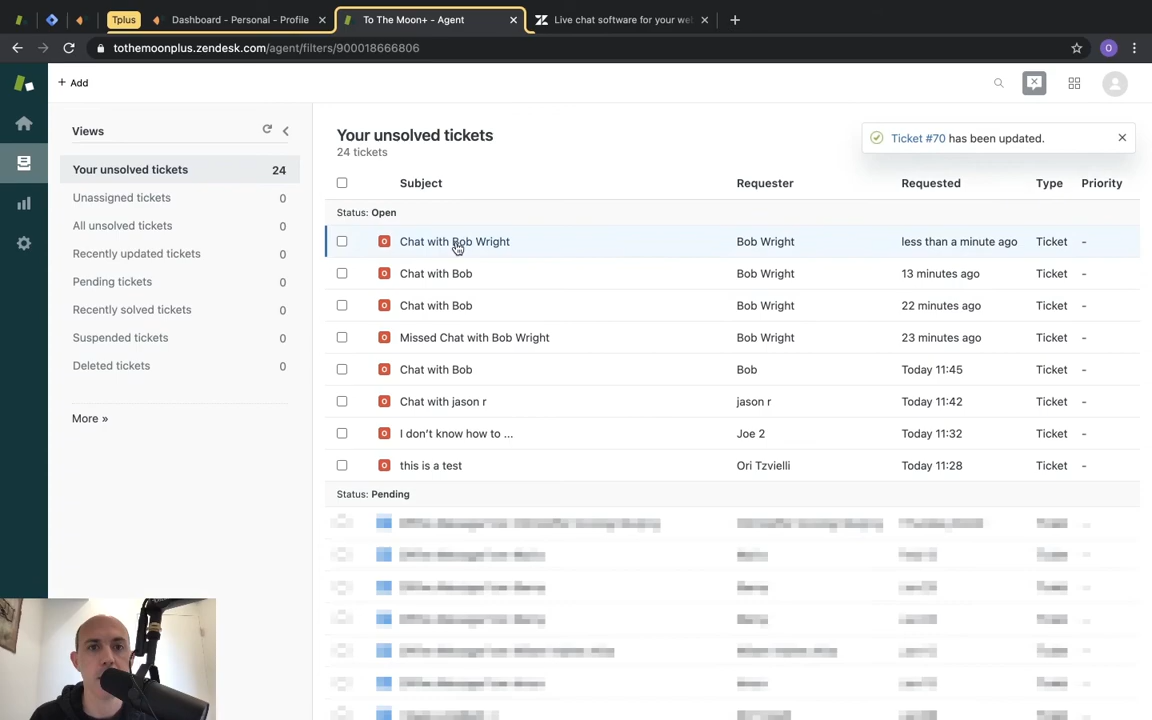 Tplus
Dashboard - Personal - Profile
To The Moon+ - Agent
Live chat software for your we
tothemoonplus.zendesk.com/agent/filters/900018666806
O
+ Add
Views
Your unsolved tickets 24
Unassigned tickets 0
All unsolved tickets 0
Recently updated tickets 0
Pending tickets 0
Recently solved tickets 0
Suspended tickets 0
Deleted tickets 0
More »
Your unsolved tickets
24 tickets
Ticket #70 has been updated.
Subject Requester Requested Type Priority
Status: Open
O Chat with Bob Wright Bob Wright less than a minute ago Ticket -
O Chat with Bob Bob Wright 13 minutes ago Ticket -
O Chat with Bob Bob Wright 22 minutes ago Ticket -
O Missed Chat with Bob Wright Bob Wright 23 minutes ago Ticket -
O Chat with Bob Bob Today 11:45 Ticket -
O Chat with jason r jason r Today 11:42 Ticket -
O I don't know how to ... Joe 2 Today 11:32 Ticket -
O this is a test Ori Tzvielli Today 11:28 Ticket -
Status: Pending